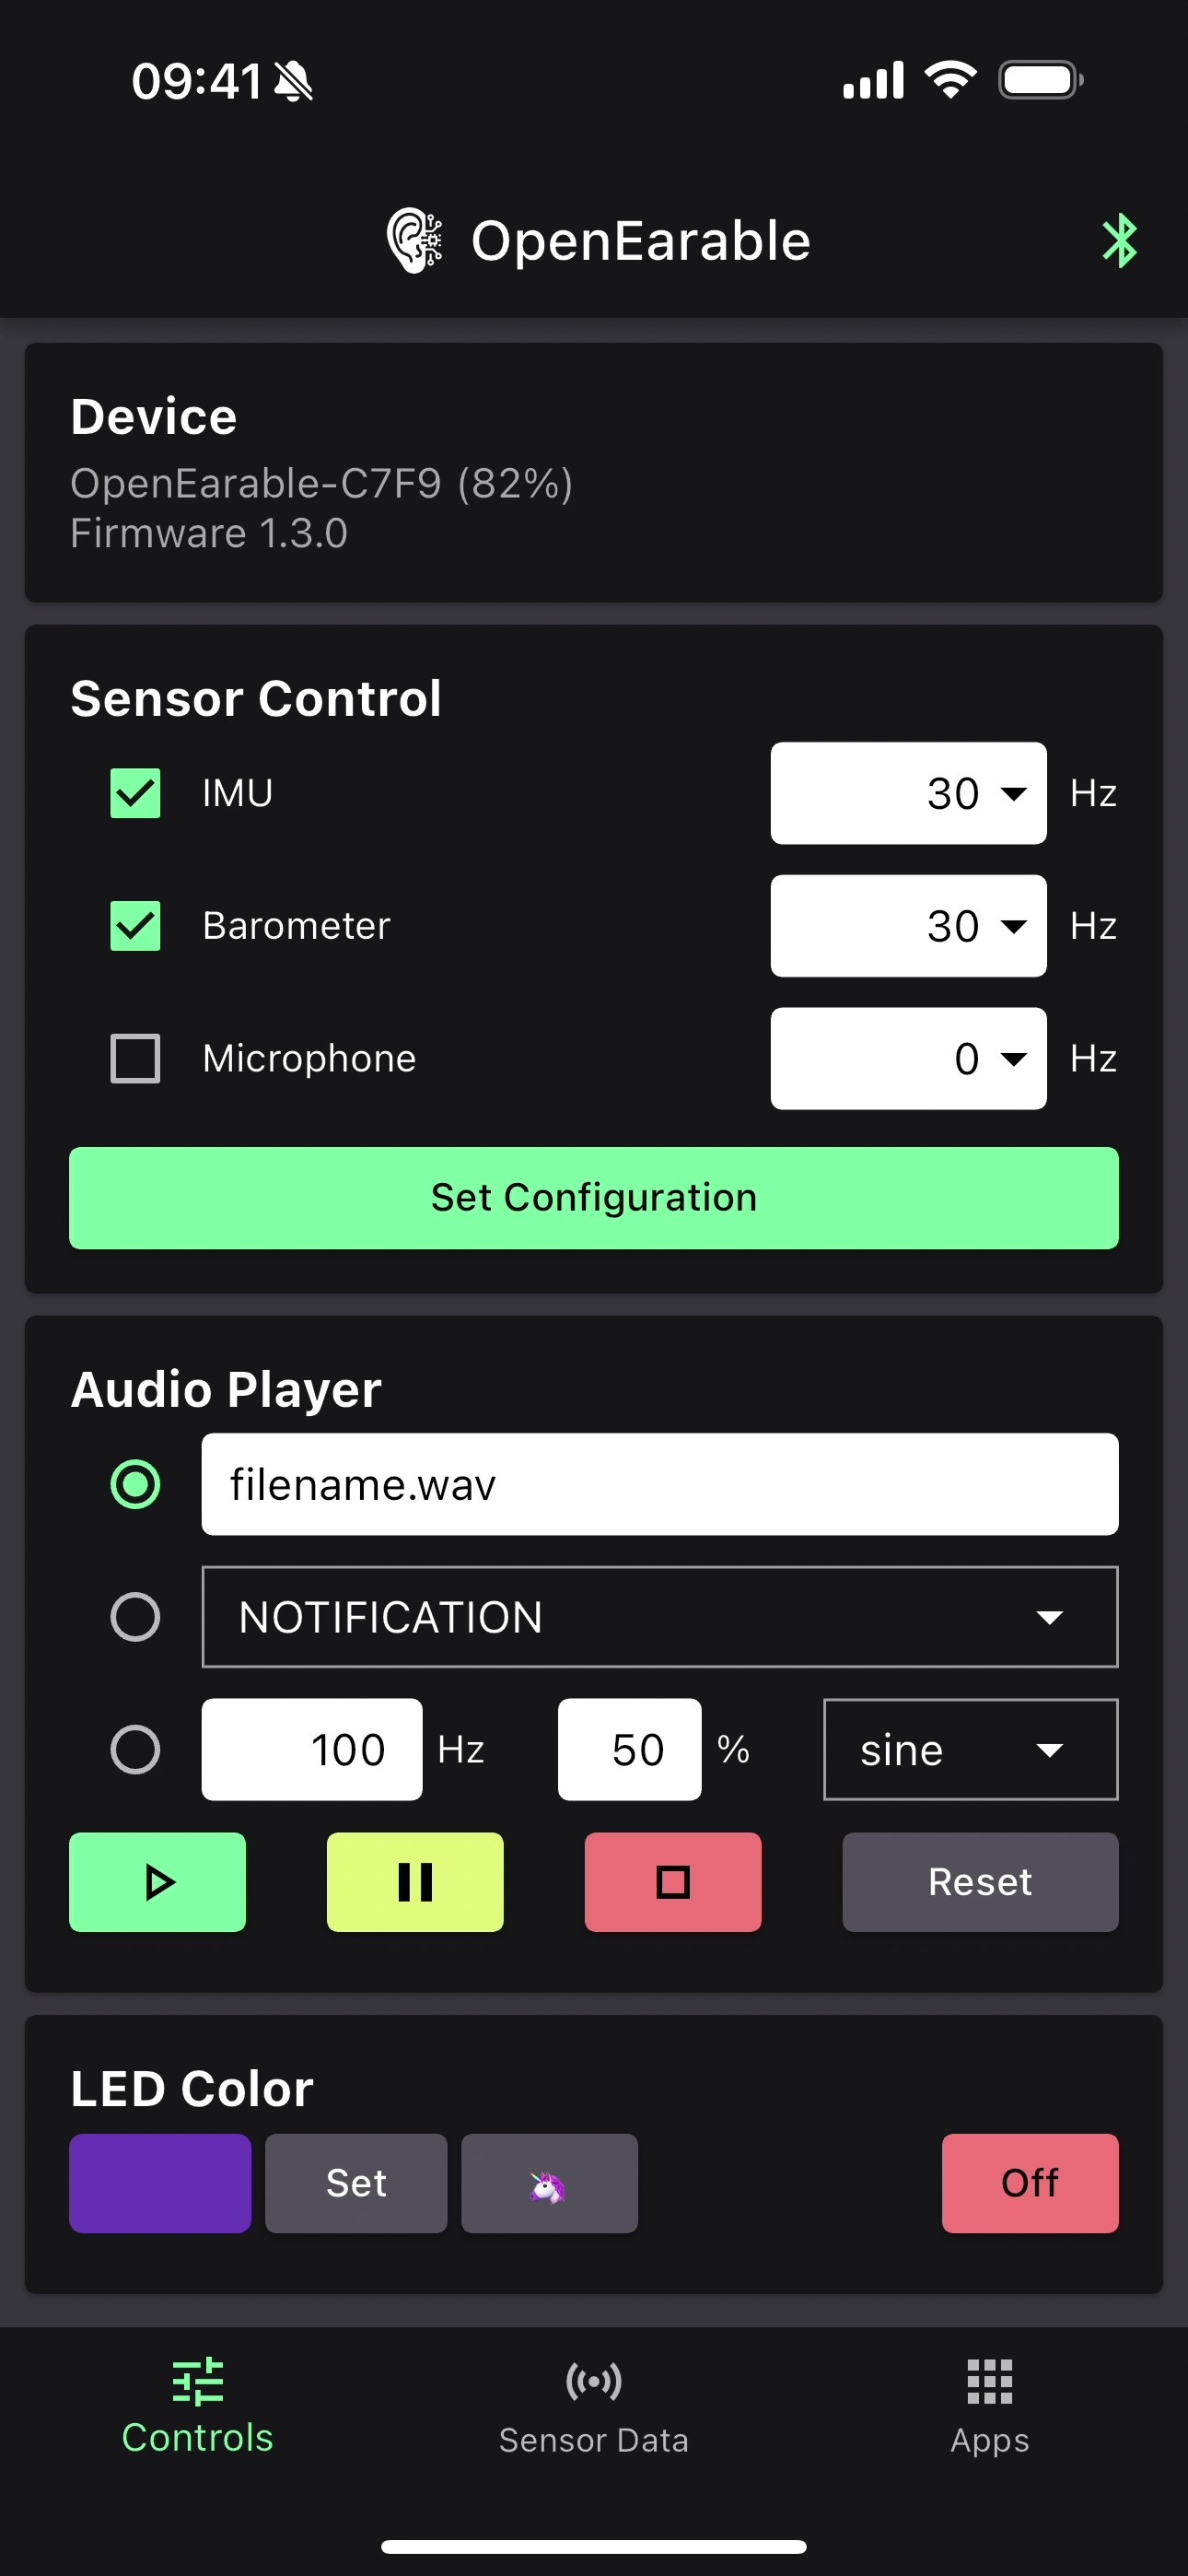 09:41
OpenEarable
Device
OpenEarable-C7F9 (82%)
Firmware 1.3.0
Sensor Control
IMU 30 Hz
Barometer 30 Hz
Microphone 0 Hz
Set Configuration
Audio Player
filename.wav
NOTIFICATION
100 Hz 50 % sine
Reset
LED Color
Set Off
Controls Sensor Data Apps